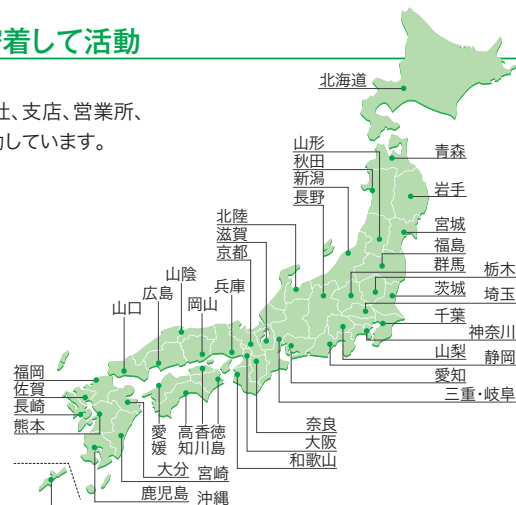 着して活動
社、支店、営業所、
動しています。
北海道
山形
秋田
新潟
長野
青森
岩手
宮城
福島
群馬
栃木
茨城
埼玉
千葉
神奈川
山梨
静岡
愛知
三重・岐阜
北陸
滋賀
京都
山陰
兵庫
広島
岡山
山口
福岡
佐賀
長崎
熊本
愛媛
高知
香川
徳島
奈良
大阪
和歌山
大分
宮崎
鹿児島
沖縄